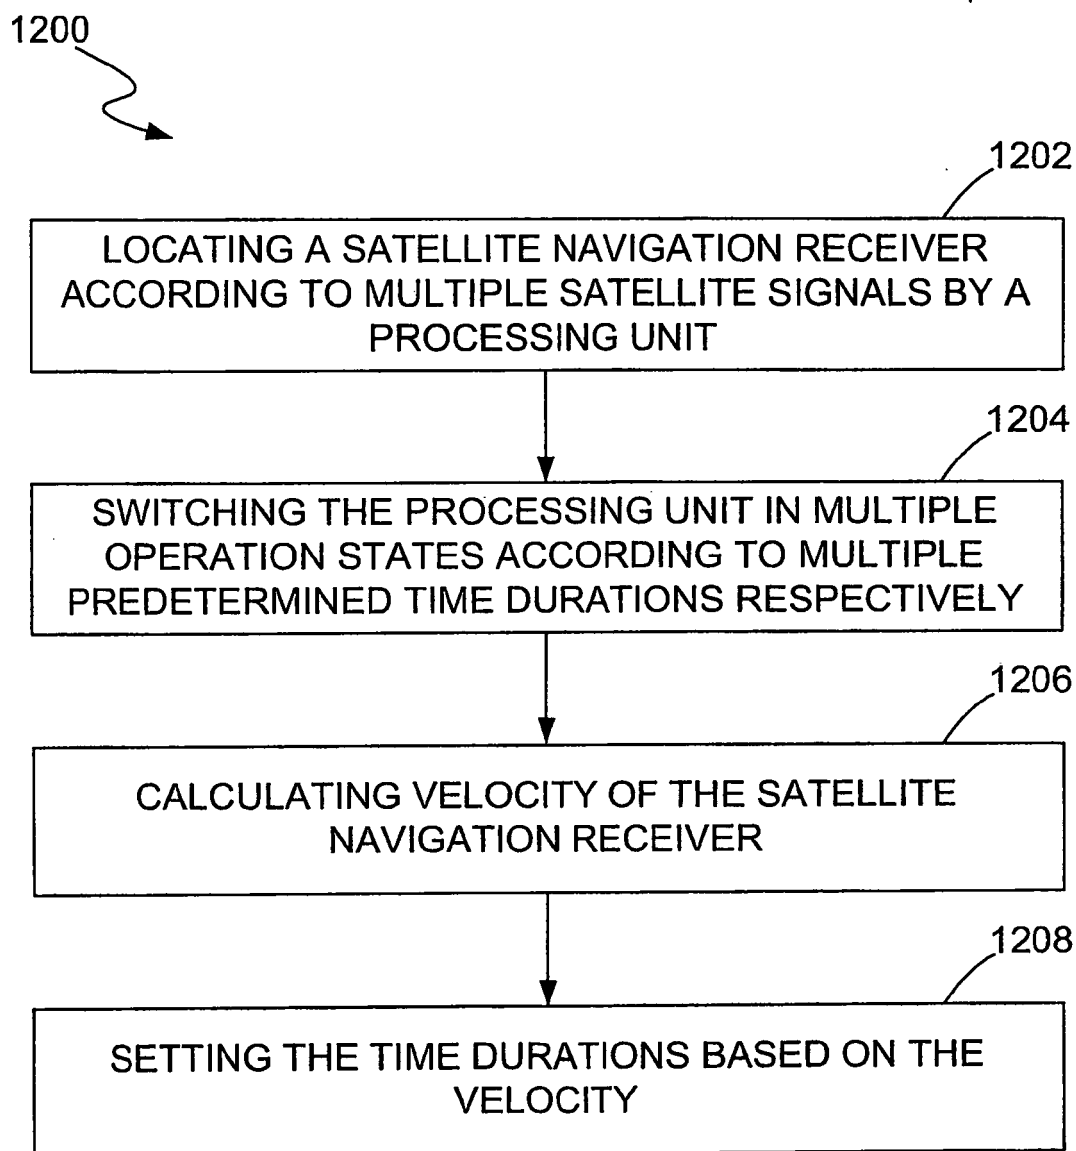 1200
1202
LOCATING A SATELLITE NAVIGATION RECEIVER
ACCORDING TO MULTIPLE SATELLITE SIGNALS BY A
PROCESSING UNIT
1204
SWITCHING THE PROCESSING UNIT IN MULTIPLE
OPERATION STATES ACCORDING TO MULTIPLE
PREDETERMINED TIME DURATIONS RESPECTIVELY
1206
CALCULATING VELOCITY OF THE SATELLITE
NAVIGATION RECEIVER
1208
SETTING THE TIME DURATIONS BASED ON THE
VELOCITY